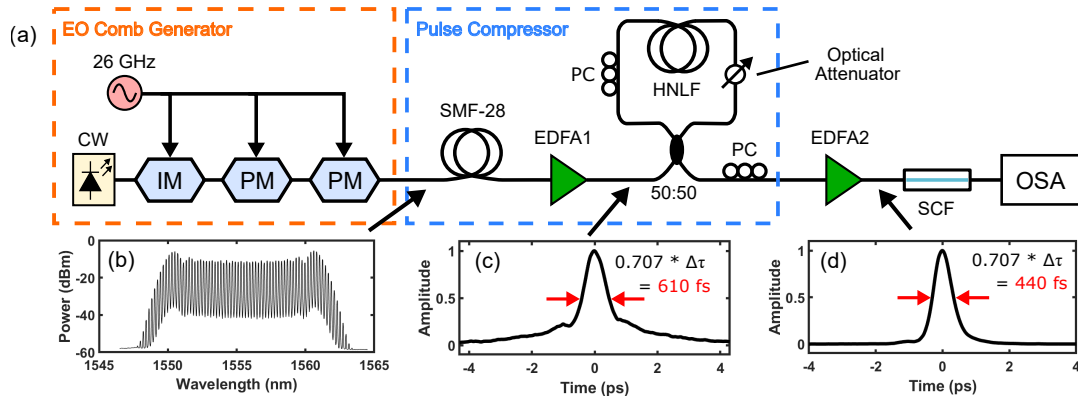 (a)
EO Comb Generator
Pulse Compressor
26 GHz
CW
IM
PM
PM
SMF-28
EDFA1
PC
HNLF
Optical
Attenuator
50:50
PC
EDFA2
SCF
OSA
(b)
Power (dBm)
0
-20
-40
-60
1545
1550
1555
1560
1565
Wavelength (nm)
(c)
0.707 * Δτ
= 610 fs
Amplitude
1
0.5
0
-4
-2
0
2
4
Time (ps)
(d)
0.707 * Δτ
= 440 fs
Amplitude
1
0.5
0
-4
-2
0
2
4
Time (ps)